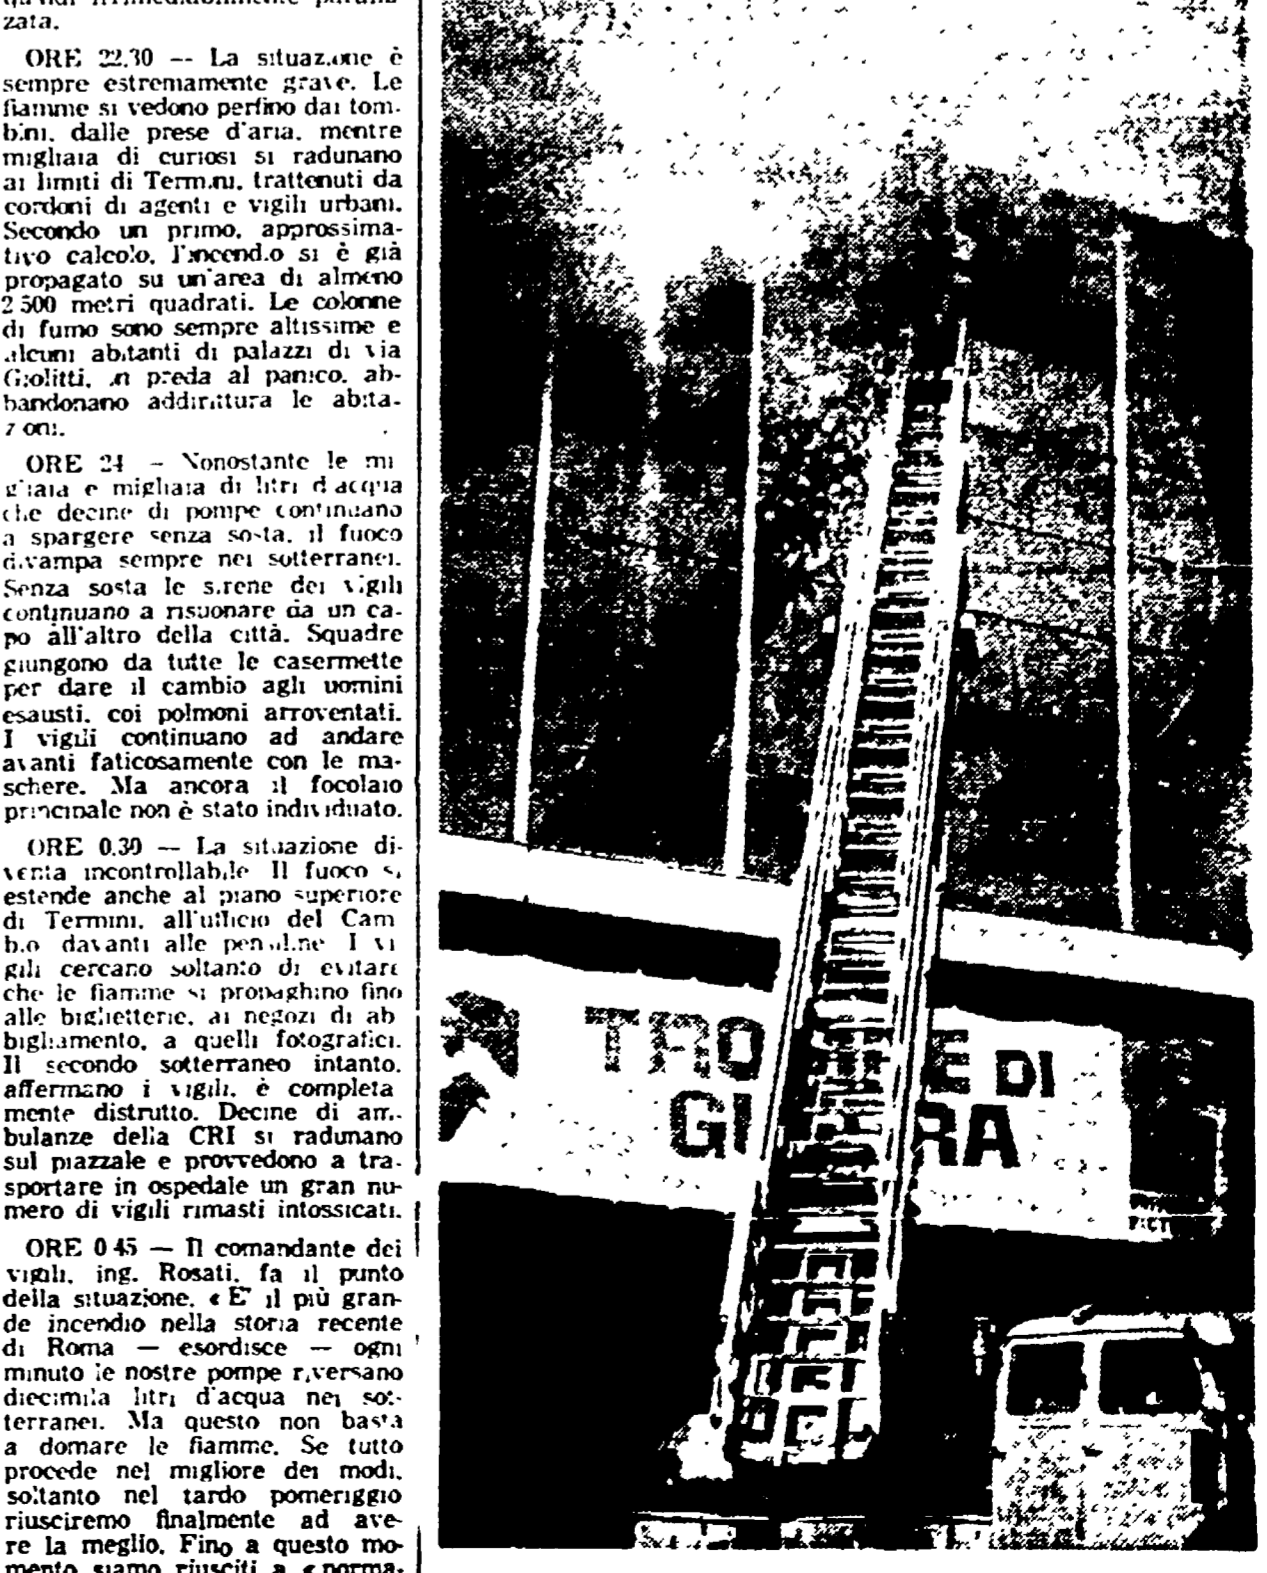 zata.
ORE 22.30 -- La situazione è
sempre estremamente grave. Le
fiamme si vedono perfino dai tom-
bini, dalle prese d'aria, mentre
migliaia di curiosi si radunano
ai limiti di Termini, trattenuti da
cordoni di agenti e vigili urbani.
Secondo un primo, approssima-
tivo calcolo, l'incendio si è già
propagato su un'area di almeno
2 500 metri quadrati. Le colonne
di fumo sono sempre altissime e
alcuni abitanti di palazzi di via
Giolitti, in preda al panico, ab-
bandonano addirittura le abita-
zioni.
ORE 24 - Nonostante le mi
gliaia e migliaia di litri d'acqua
che decine di pompe continuano
a spargere senza sosta, il fuoco
divampa sempre nei sotterranei.
Senza sosta le sirene dei vigili
continuano a risuonare da un ca-
po all'altro della città. Squadre
giungono da tutte le casermette
per dare il cambio agli uomini
esausti, coi polmoni arroventati.
I vigili continuano ad andare
avanti faticosamente con le ma-
schere. Ma ancora il focolaio
principale non è stato individuato.
ORE 0.30 — La situazione di-
venta incontrollabile Il fuoco si
estende anche al piano superiore
di Termini, all'ufficio del Cam
bio davanti alle pensiline I vi
gili cercano soltanto di evitare
che le fiamme si propaghino fino
alle biglietterie, ai negozi di ab
bigliamento, a quelli fotografici.
Il secondo sotterraneo intanto,
affermano i vigili, è completa
mente distrutto. Decine di am-
bulanze della CRI si radunano
sul piazzale e provvedono a tra-
sportare in ospedale un gran nu-
mero di vigili rimasti intossicati.
ORE 0 45 — Il comandante dei
vigili, ing. Rosati, fa il punto
della situazione. « E' il più gran-
de incendio nella storia recente
di Roma — esordisce — ogni
minuto le nostre pompe riversano
diecimila litri d'acqua nei sot-
terranei. Ma questo non basta
a domare le fiamme. Se tutto
procede nel migliore dei modi,
soltanto nel tardo pomeriggio
riusciremo finalmente ad ave-
re la meglio. Fino a questo mo-
mento siamo riusciti a « norma-
DI